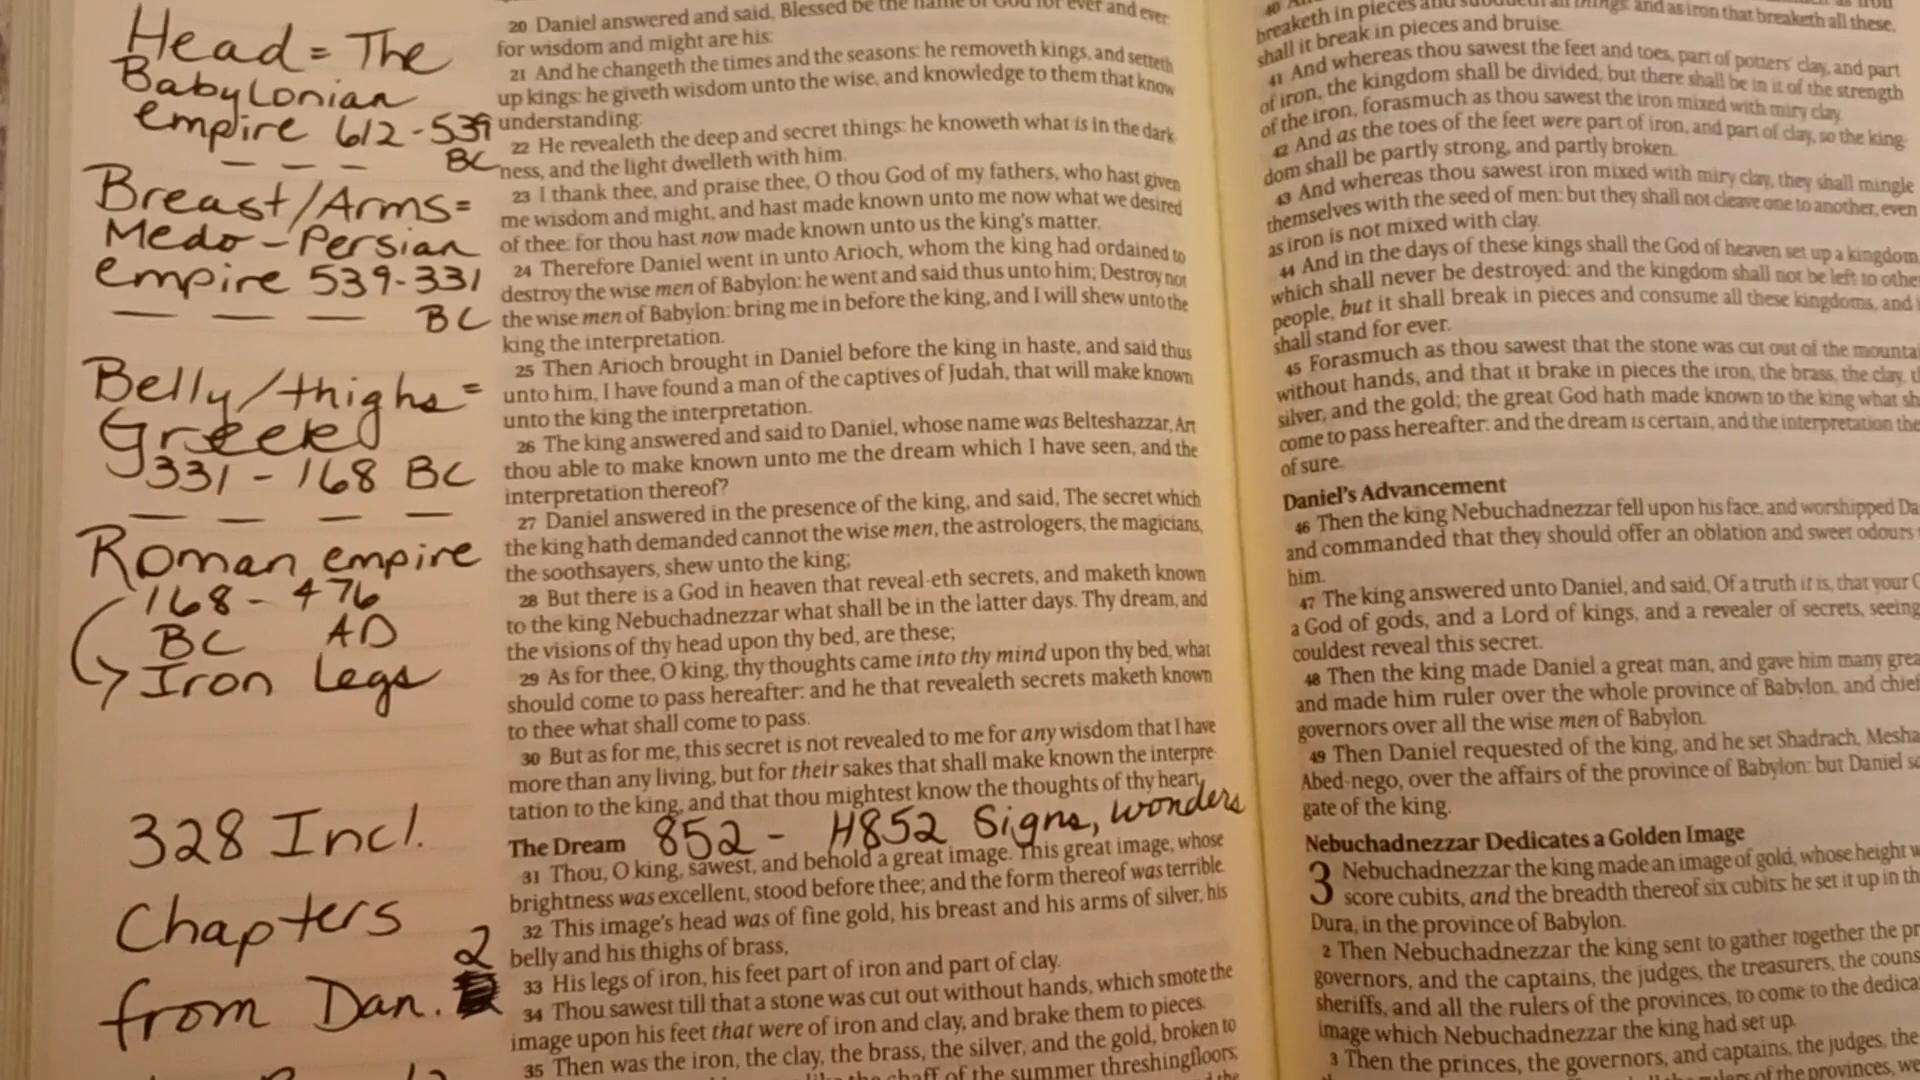 Head = The
Babylonian
empire 612-539
BC
Breast/Arms=
Medo-Persian
empire 539-331
BC
Belly/thighs=
Greek
331-168 BC
Roman empire
168-476
BC AD
Iron Legs
328 Incl.
Chapters
from Dan. 2
20 Daniel answered and said, Blessed be the name of God for ever and ever:
for wisdom and might are his:
21 And he changeth the times and the seasons: he removeth kings, and setteth
up kings: he giveth wisdom unto the wise, and knowledge to them that know
understanding:
22 He revealeth the deep and secret things: he knoweth what is in the dark
ness, and the light dwelleth with him.
23 I thank thee, and praise thee, O thou God of my fathers, who hast given
me wisdom and might, and hast made known unto me now what we desired
of thee: for thou hast now made known unto us the king's matter.
24 Therefore Daniel went in unto Arioch, whom the king had ordained to
destroy the wise men of Babylon: he went and said thus unto him; Destroy not
the wise men of Babylon: bring me in before the king, and I will shew unto the
king the interpretation.
25 Then Arioch brought in Daniel before the king in haste, and said thus
unto him, I have found a man of the captives of Judah, that will make known
unto the king the interpretation.
26 The king answered and said to Daniel, whose name was Belteshazzar, Art
thou able to make known unto me the dream which I have seen, and the
interpretation thereof?
27 Daniel answered in the presence of the king, and said, The secret which
the king hath demanded cannot the wise men, the astrologers, the magicians,
the soothsayers, shew unto the king;
28 But there is a God in heaven that reveal-eth secrets, and maketh known
to the king Nebuchadnezzar what shall be in the latter days. Thy dream, and
the visions of thy head upon thy bed, are these;
29 As for thee, O king, thy thoughts came into thy mind upon thy bed, what
should come to pass hereafter: and he that revealeth secrets maketh known
to thee what shall come to pass.
30 But as for me, this secret is not revealed to me for any wisdom that I have
more than any living, but for their sakes that shall make known the interpre
tation to the king, and that thou mightest know the thoughts of thy heart.
The Dream 852 - H852 Signs, wonders
31 Thou, O king, sawest, and behold a great image. This great image, whose
brightness was excellent, stood before thee; and the form thereof was terrible.
32 This image's head was of fine gold, his breast and his arms of silver, his
belly and his thighs of brass,
33 His legs of iron, his feet part of iron and part of clay.
34 Thou sawest till that a stone was cut out without hands, which smote the
image upon his feet that were of iron and clay, and brake them to pieces.
35 Then was the iron, the clay, the brass, the silver, and the gold, broken to
chaff of the summer threshingfloors;
40
breaketh in pieces and subdueth all things: and as iron that breaketh all these,
shall it break in pieces and bruise.
41 And whereas thou sawest the feet and toes, part of potters' clay, and part
of iron, the kingdom shall be divided; but there shall be in it of the strength
of the iron, forasmuch as thou sawest the iron mixed with miry clay.
42 And as the toes of the feet were part of iron, and part of clay, so the king-
dom shall be partly strong, and partly broken.
43 And whereas thou sawest iron mixed with miry clay, they shall mingle
themselves with the seed of men: but they shall not cleave one to another, even
as iron is not mixed with clay.
44 And in the days of these kings shall the God of heaven set up a kingdom,
which shall never be destroyed: and the kingdom shall not be left to othe
people, but it shall break in pieces and consume all these kingdoms, and i
shall stand for ever.
45 Forasmuch as thou sawest that the stone was cut out of the mounta
without hands, and that it brake in pieces the iron, the brass, the clay, t
silver, and the gold; the great God hath made known to the king what sh
come to pass hereafter: and the dream is certain, and the interpretation the
of sure.
Daniel's Advancement
46 Then the king Nebuchadnezzar fell upon his face, and worshipped Da
and commanded that they should offer an oblation and sweet odours
him.
47 The king answered unto Daniel, and said, Of a truth it is, that your G
a God of gods, and a Lord of kings, and a revealer of secrets, seeing
couldest reveal this secret.
48 Then the king made Daniel a great man, and gave him many grea
and made him ruler over the whole province of Babylon, and chief
governors over all the wise men of Babylon.
49 Then Daniel requested of the king, and he set Shadrach, Mesha
Abed-nego, over the affairs of the province of Babylon: but Daniel s
gate of the king.
Nebuchadnezzar Dedicates a Golden Image
3 Nebuchadnezzar the king made an image of gold, whose height w
score cubits, and the breadth thereof six cubits: he set it up in th
Dura, in the province of Babylon.
2 Then Nebuchadnezzar the king sent to gather together the pr
governors, and the captains, the judges, the treasurers, the couns
sheriffs, and all the rulers of the provinces, to come to the dedica
image which Nebuchadnezzar the king had set up.
3 Then the princes, the governors, and captains, the judges, the
rulers of the provinces, we